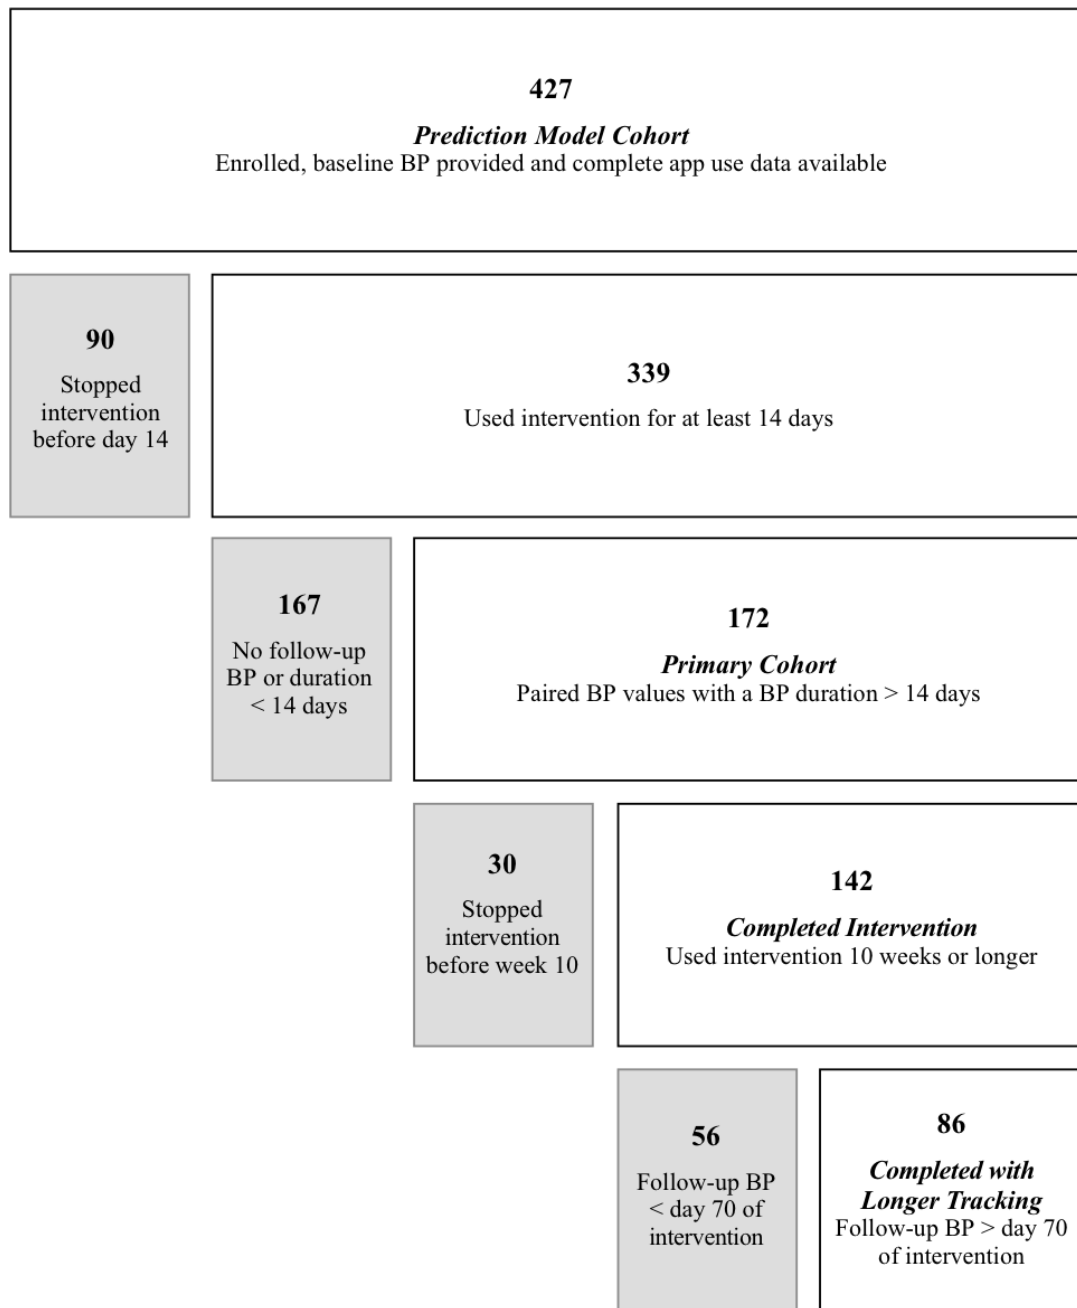 427
Prediction Model Cohort
Enrolled, baseline BP provided and complete app use data available
90
Stopped
intervention
before day 14
339
Used intervention for at least 14 days
167
No follow-up
BP or duration
< 14 days
172
Primary Cohort
Paired BP values with a BP duration > 14 days
30
Stopped
intervention
before week 10
142
Completed Intervention
Used intervention 10 weeks or longer
56
Follow-up BP
< day 70 of
intervention
86
Completed with
Longer Tracking
Follow-up BP > day 70
of intervention